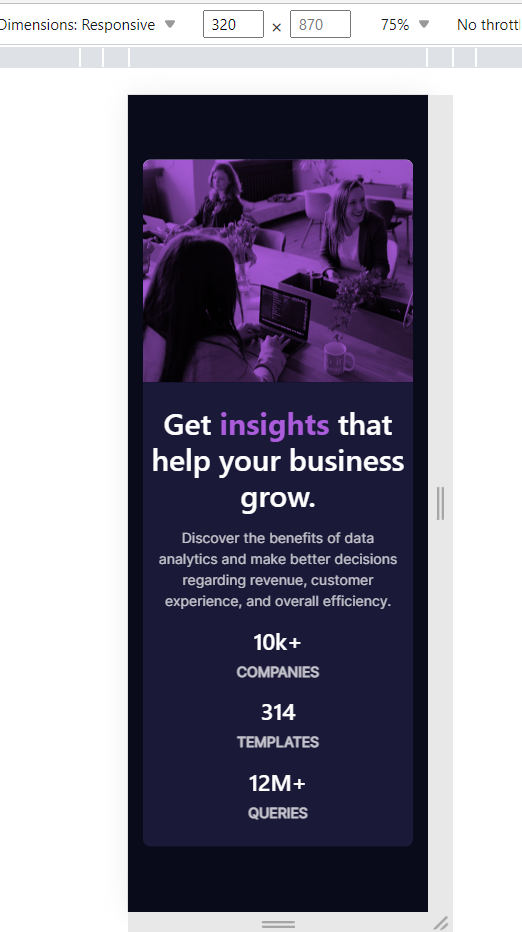 Dimensions: Responsive 320 × 870 75% No thrott
Get insights that
help your business
grow.
Discover the benefits of data
analytics and make better decisions
regarding revenue, customer
experience, and overall efficiency.
10k+
COMPANIES
314
TEMPLATES
12M+
QUERIES